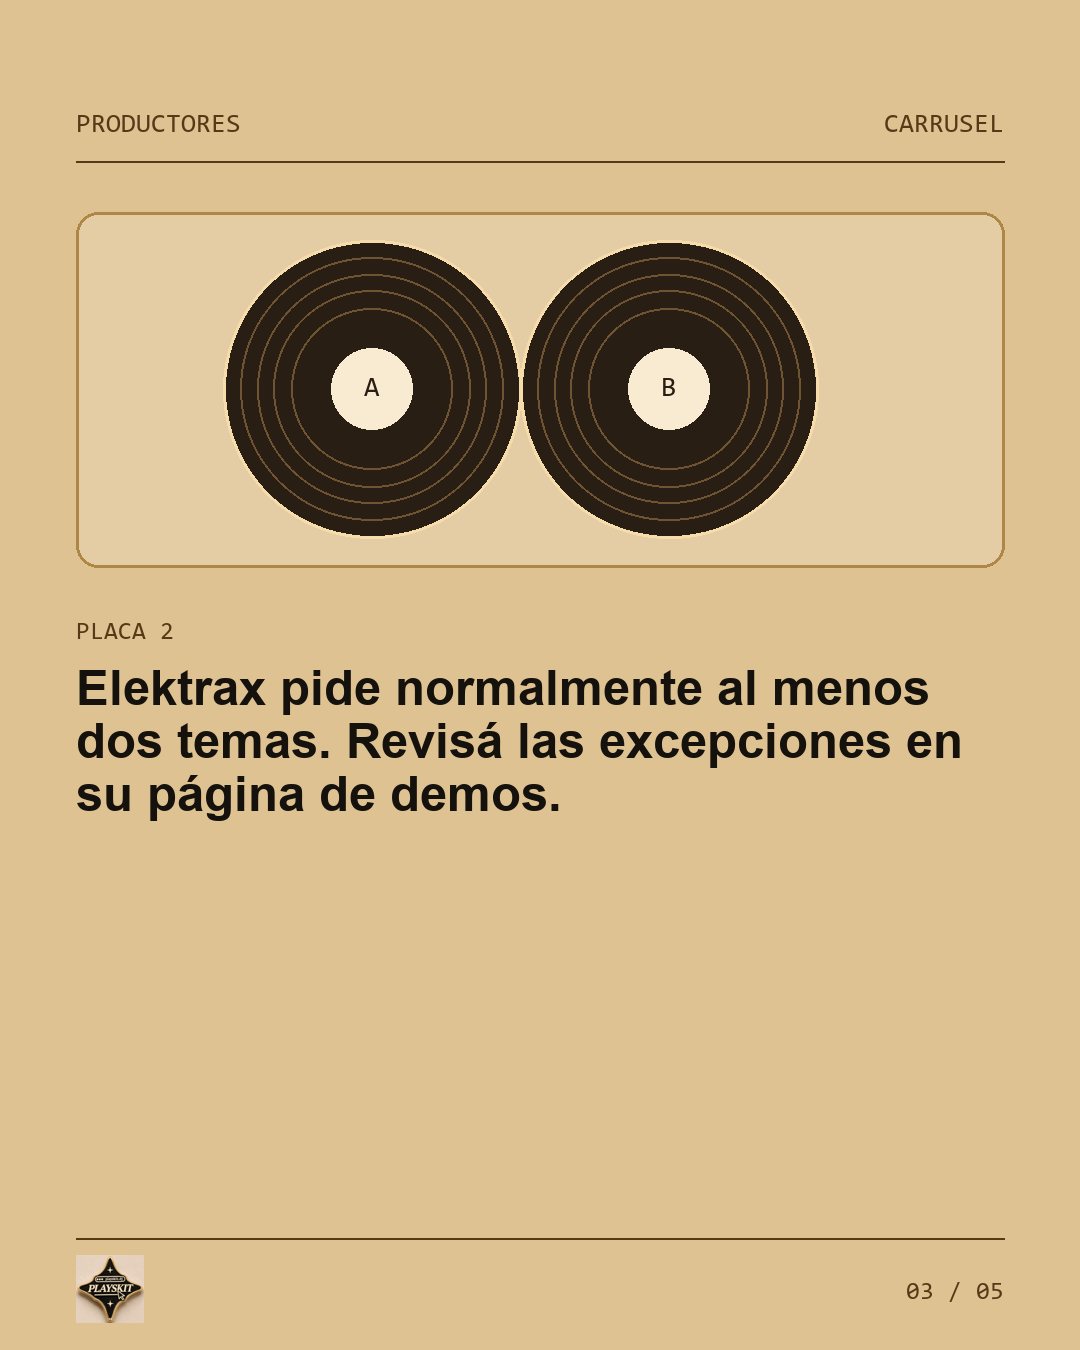 PRODUCTORES
CARRUSEL
A
B
PLACA 2
Elektrax pide normalmente al menos
dos temas. Revisá las excepciones en
su página de demos.
PLAYSKIT
03 / 05